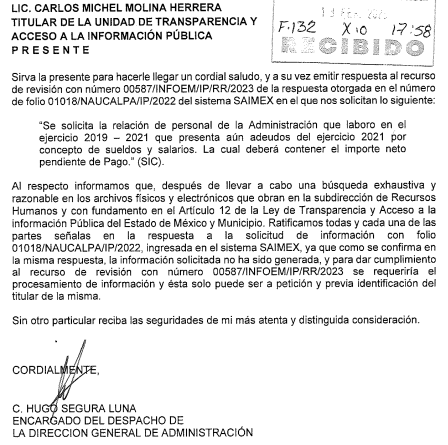 LIC. CARLOS MICHEL MOLINA HERRERA
TITULAR DE LA UNIDAD DE TRANSPARENCIA Y
ACCESO A LA INFORMACIÓN PÚBLICA
P R E S E N T E
F.132 X10 17:58
RECIBIDO
Sirva la presente para hacerle llegar un cordial saludo, y a su vez emitir respuesta al recurso
de revisión con número 00587/INFOEM/IP/RR/2023 de la respuesta otorgada en el número
de folio 01018/NAUCALPA/IP/2022 del sistema SAIMEX en el que nos solicitan lo siguiente:
“Se solicita la relación de personal de la Administración que laboro en el
ejercicio 2019 – 2021 que presenta aún adeudos del ejercicio 2021 por
concepto de sueldos y salarios. La cual deberá contener el importe neto
pendiente de Pago.” (SIC).
Al respecto informamos que, después de llevar a cabo una búsqueda exhaustiva y
razonable en los archivos físicos y electrónicos que obran en la subdirección de Recursos
Humanos y con fundamento en el Artículo 12 de la Ley de Transparencia y Acceso a la
información Pública del Estado de México y Municipio. Ratificamos todas y cada una de las
partes señalas en la respuesta a la solicitud de información con folio
01018/NAUCALPA/IP/2022, ingresada en el sistema SAIMEX, ya que como se confirma en
la misma respuesta, la información solicitada no ha sido generada, y para dar cumplimiento
al recurso de revisión con número 00587/INFOEM/IP/RR/2023 se requeriría el
procesamiento de información y ésta solo puede ser a petición y previa identificación del
titular de la misma.
Sin otro particular reciba las seguridades de mi más atenta y distinguida consideración.
CORDIALMENTE,
C. HUGO SEGURA LUNA
ENCARGADO DEL DESPACHO DE
LA DIRECCION GENERAL DE ADMINISTRACIÓN